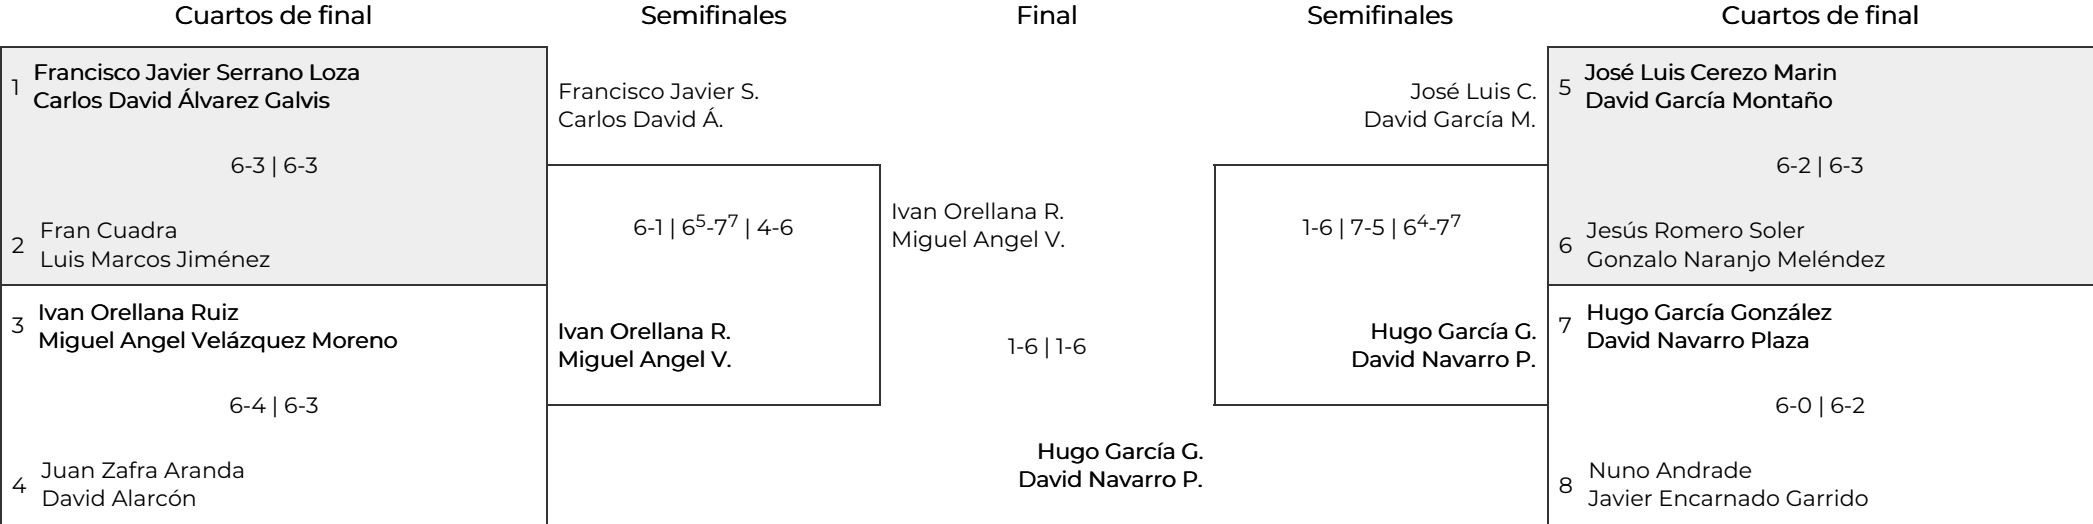 Cuartos de final
Semifinales
Final
Semifinales
Cuartos de final
1
Francisco Javier Serrano Loza
Carlos David Álvarez Galvis
6-3 | 6-3
2
Fran Cuadra
Luis Marcos Jiménez
3
Ivan Orellana Ruiz
Miguel Angel Velázquez Moreno
6-4 | 6-3
4
Juan Zafra Aranda
David Alarcón
Francisco Javier S.
Carlos David Á.
6-1 | 6⁵-7⁷ | 4-6
Ivan Orellana R.
Miguel Angel V.
Ivan Orellana R.
Miguel Angel V.
1-6 | 1-6
Hugo García G.
David Navarro P.
José Luis C.
David García M.
1-6 | 7-5 | 6⁴-7⁷
Hugo García G.
David Navarro P.
5
José Luis Cerezo Marin
David García Montaño
6-2 | 6-3
6
Jesús Romero Soler
Gonzalo Naranjo Meléndez
7
Hugo García González
David Navarro Plaza
6-0 | 6-2
8
Nuno Andrade
Javier Encarnado Garrido